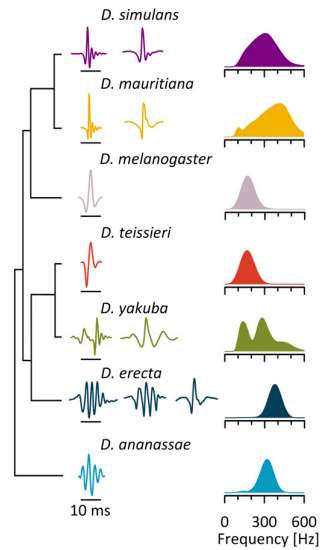 D. simulans
D. mauritiana
D. melanogaster
D. teissieri
D. yakuba
D. erecta
D. ananassae
10 ms
0 300 600
Frequency [Hz]